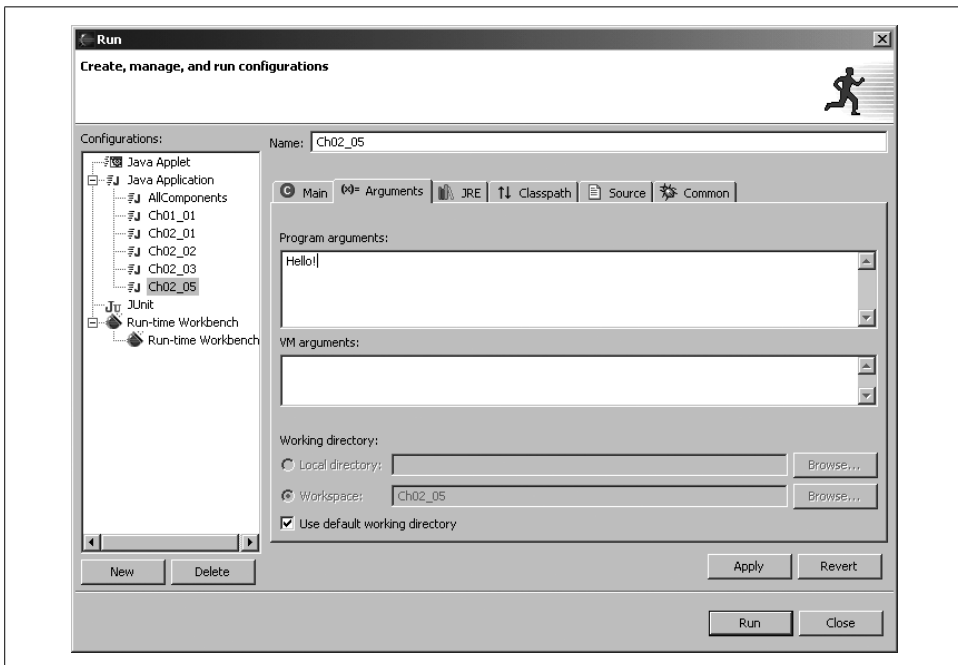 Run
Create, manage, and run configurations
Configurations:
Java Applet
Java Application
AllComponents
Ch01_01
Ch02_01
Ch02_02
Ch02_03
Ch02_05
JUnit
Run-time Workbench
Run-time Workbench
New Delete
Name: Ch02_05
Main (x)= Arguments JRE Classpath Source Common
Program arguments:
Hello!
VM arguments:
Working directory:
Local directory: Browse...
Workspace: Ch02_05 Browse...
Use default working directory
Apply Revert
Run Close